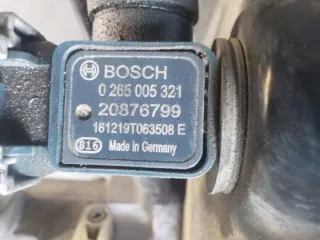 BOSCH
0 265 005 321
20876799
161219T063508 E
816 Made in Germany